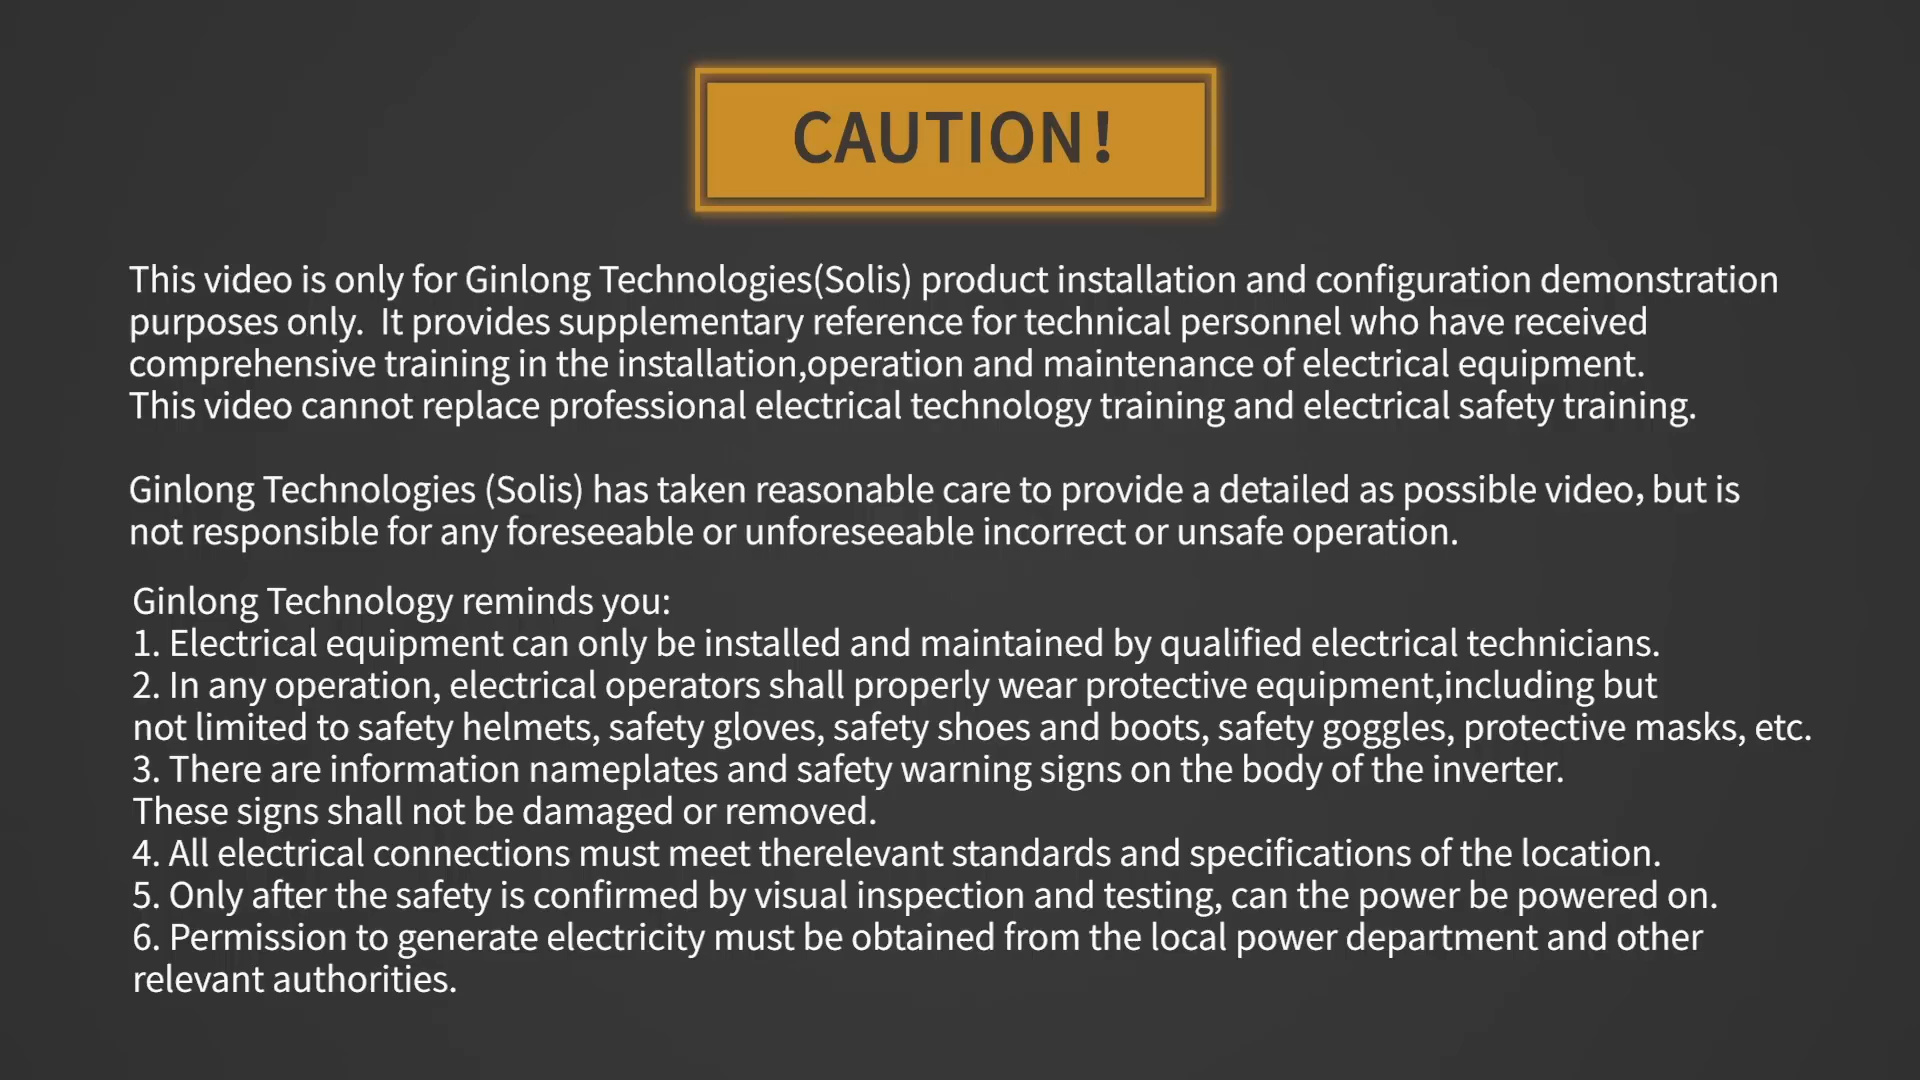 CAUTION!
This video is only for Ginlong Technologies(Solis) product installation and configuration demonstration
purposes only.  It provides supplementary reference for technical personnel who have received
comprehensive training in the installation,operation and maintenance of electrical equipment.
This video cannot replace professional electrical technology training and electrical safety training.
Ginlong Technologies (Solis) has taken reasonable care to provide a detailed as possible video, but is
not responsible for any foreseeable or unforeseeable incorrect or unsafe operation.
Ginlong Technology reminds you:
1. Electrical equipment can only be installed and maintained by qualified electrical technicians.
2. In any operation, electrical operators shall properly wear protective equipment,including but
not limited to safety helmets, safety gloves, safety shoes and boots, safety goggles, protective masks, etc.
3. There are information nameplates and safety warning signs on the body of the inverter.
These signs shall not be damaged or removed.
4. All electrical connections must meet therelevant standards and specifications of the location.
5. Only after the safety is confirmed by visual inspection and testing, can the power be powered on.
6. Permission to generate electricity must be obtained from the local power department and other
relevant authorities.